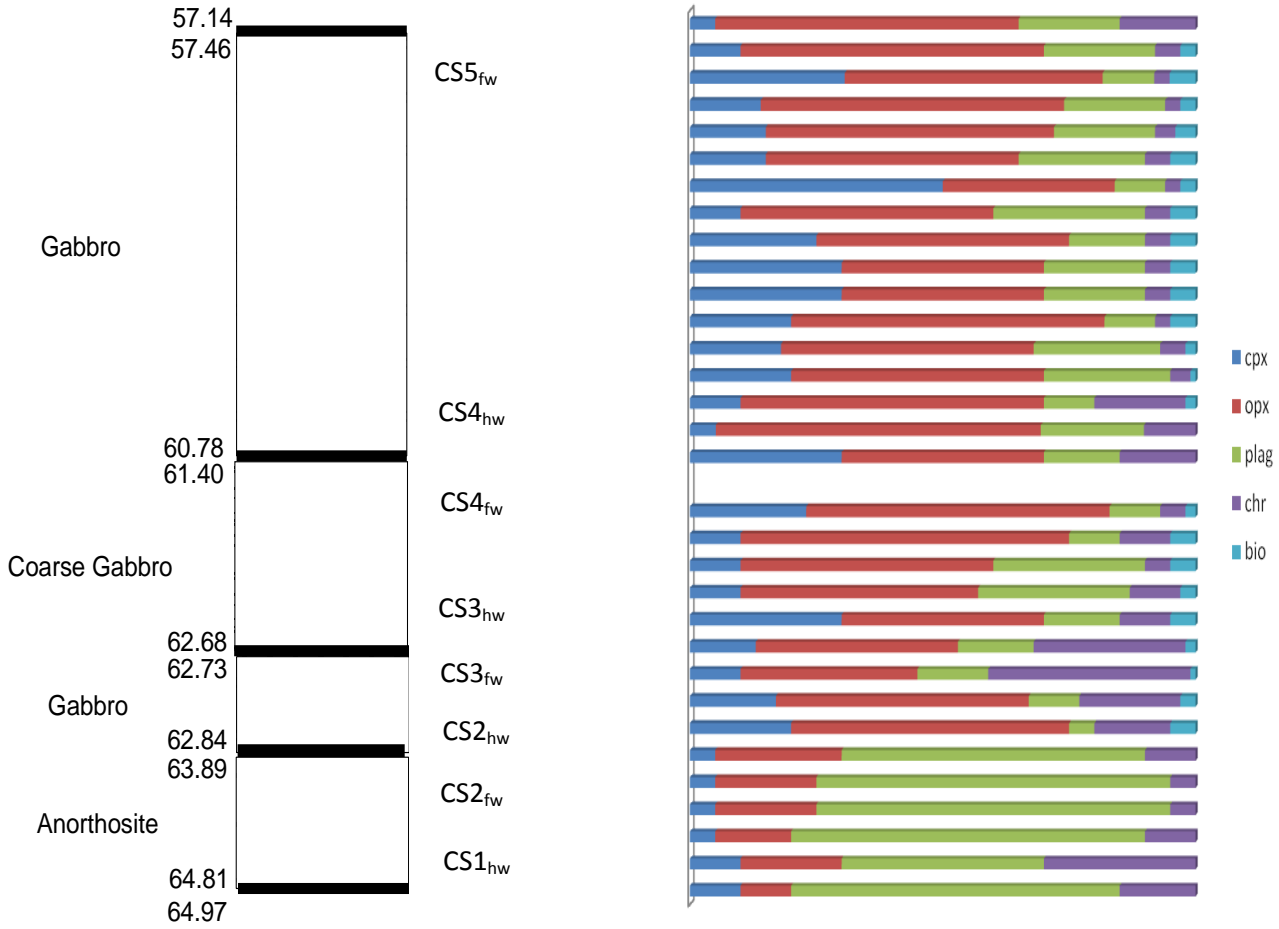 57.14
57.46
CS5fw
Gabbro
CS4hw
60.78
61.40
CS4fw
Coarse Gabbro
CS3hw
62.68
62.73
CS3fw
Gabbro
CS2hw
62.84
63.89
CS2fw
Anorthosite
CS1hw
64.81
64.97
cpx
opx
plag
chr
bio